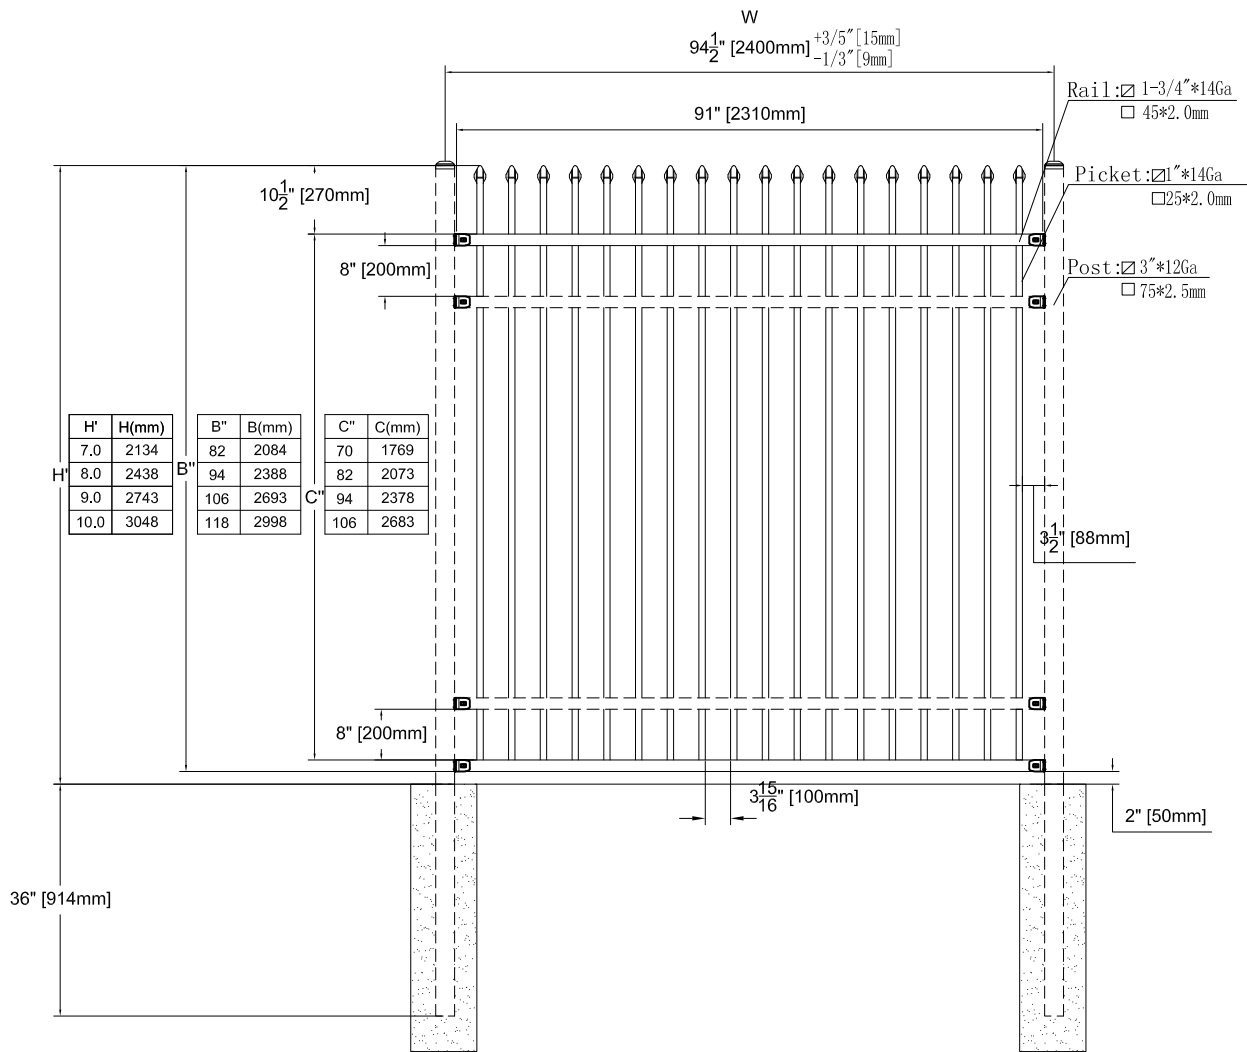 W
94 1/2" [2400mm] +3/5"[15mm]
-1/3"[9mm]
Rail:⍁ 1-3/4"*14Ga
□ 45*2.0mm
91" [2310mm]
Picket:⍁1"*14Ga
□25*2.0mm
10 1/2" [270mm]
8" [200mm]
Post:⍁ 3"*12Ga
□ 75*2.5mm
H' H(mm)
7.0 2134
8.0 2438
9.0 2743
10.0 3048
B" B(mm)
82 2084
94 2388
106 2693
118 2998
C" C(mm)
70 1769
82 2073
94 2378
106 2683
H'
B"
C"
3 1/2" [88mm]
8" [200mm]
3 15/16" [100mm]
2" [50mm]
36" [914mm]